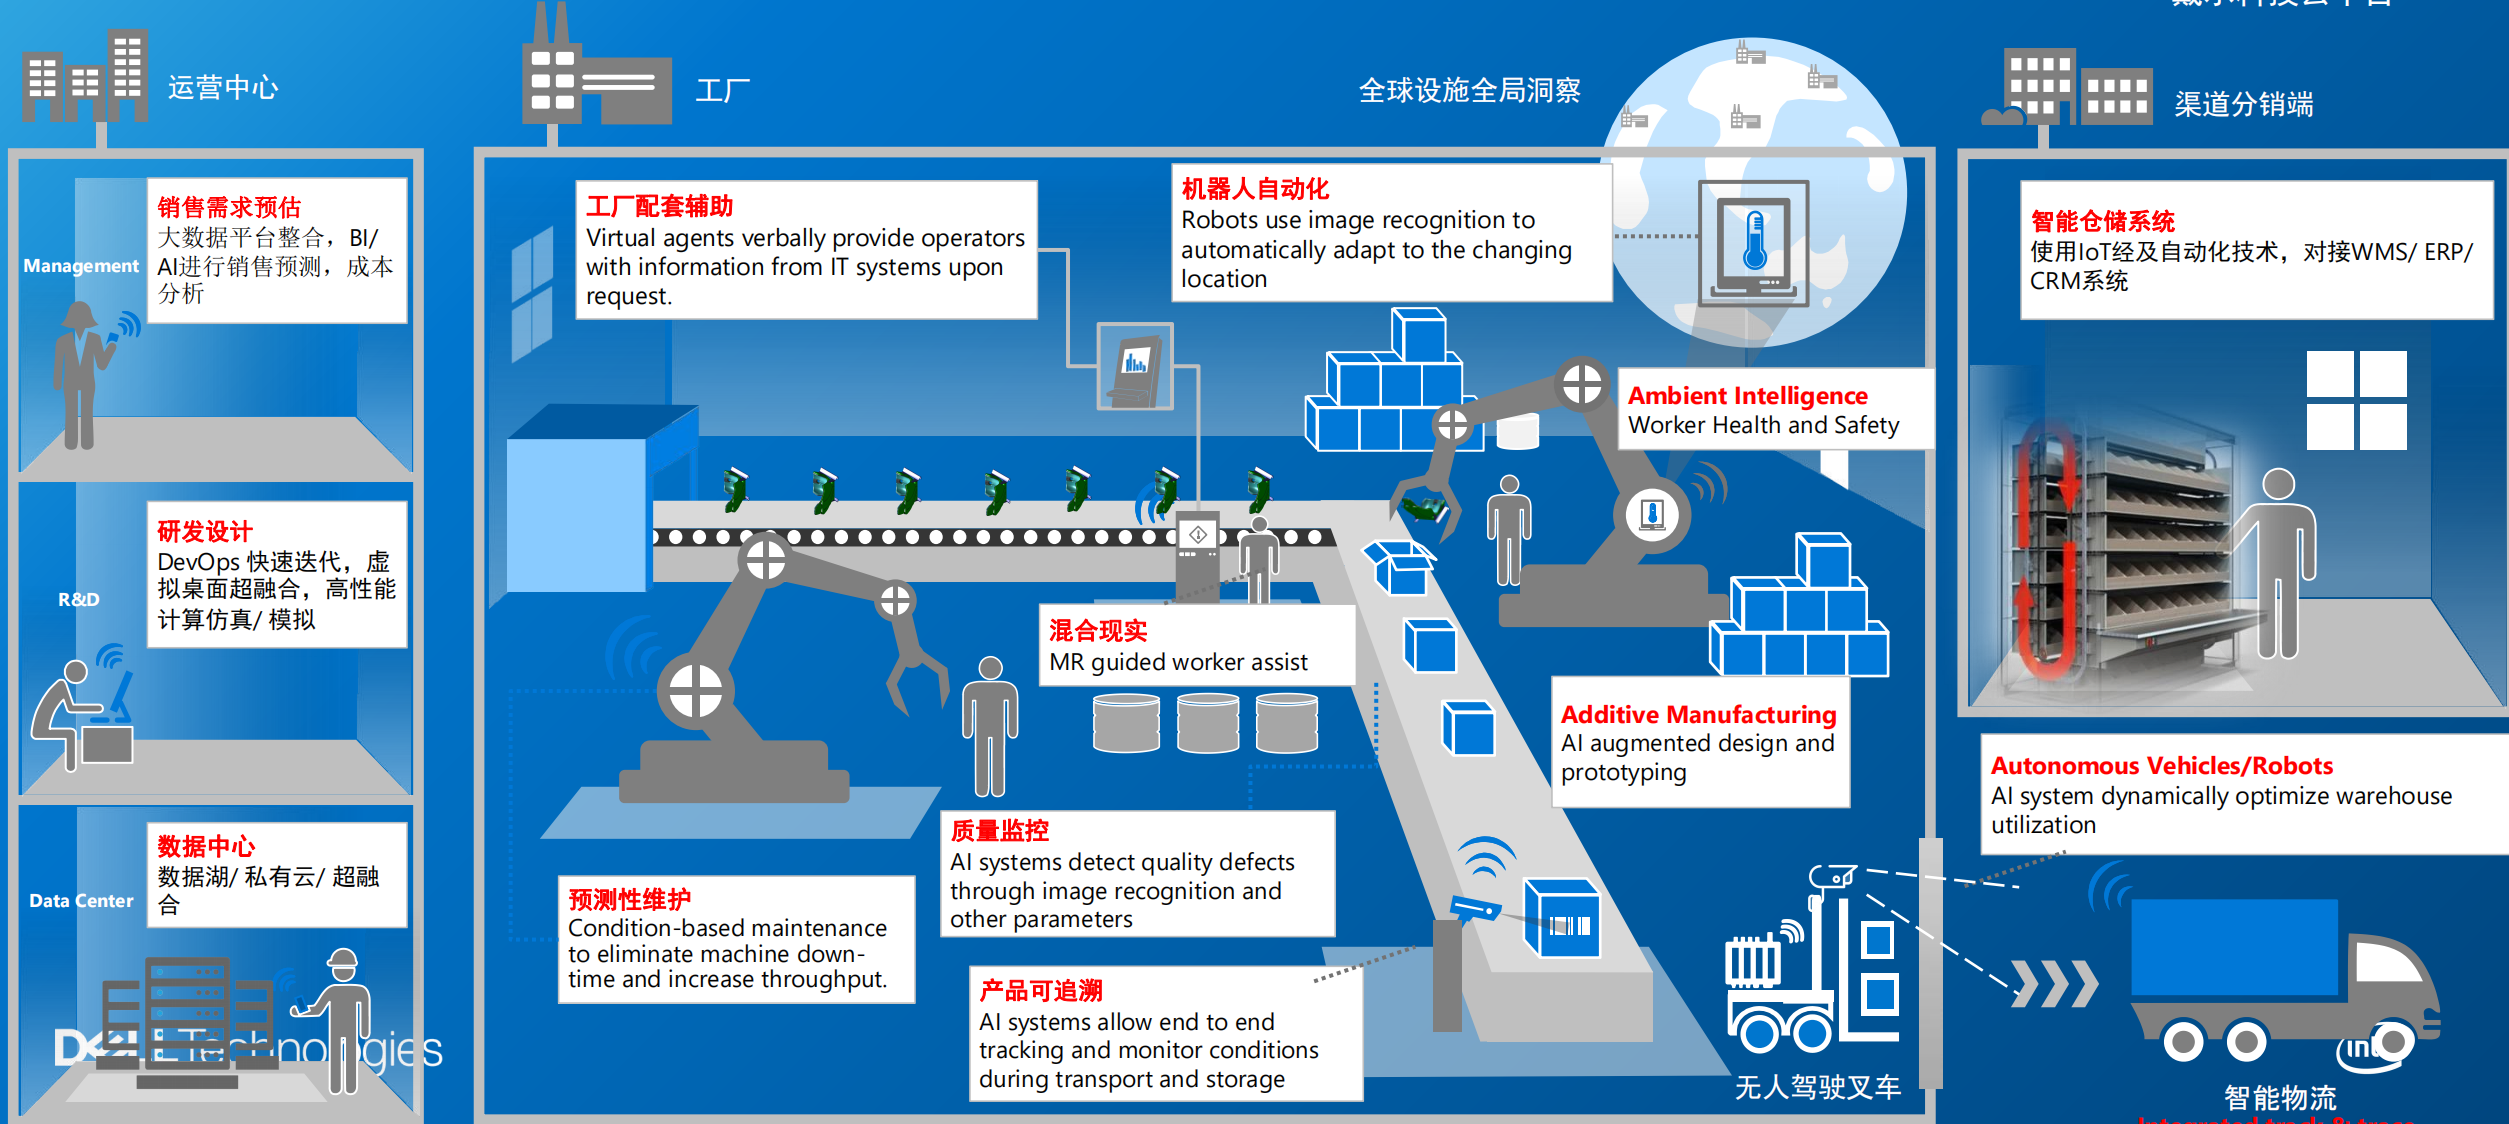 运营中心
工厂
全球设施全局洞察
渠道分销端
Management
销售需求预估
大数据平台整合，BI/
AI进行销售预测，成本
分析
R&D
研发设计
DevOps 快速迭代，虚
拟桌面超融合，高性能
计算仿真/ 模拟
Data Center
数据中心
数据湖/ 私有云/ 超融
合
DELL Technologies
工厂配套辅助
Virtual agents verbally provide operators
with information from IT systems upon
request.
机器人自动化
Robots use image recognition to
automatically adapt to the changing
location
Ambient Intelligence
Worker Health and Safety
混合现实
MR guided worker assist
Additive Manufacturing
AI augmented design and
prototyping
质量监控
AI systems detect quality defects
through image recognition and
other parameters
预测性维护
Condition-based maintenance
to eliminate machine down-
time and increase throughput.
产品可追溯
AI systems allow end to end
tracking and monitor conditions
during transport and storage
无人驾驶叉车
智能仓储系统
使用IoT经及自动化技术，对接WMS/ ERP/
CRM系统
Autonomous Vehicles/Robots
AI system dynamically optimize warehouse
utilization
智能物流